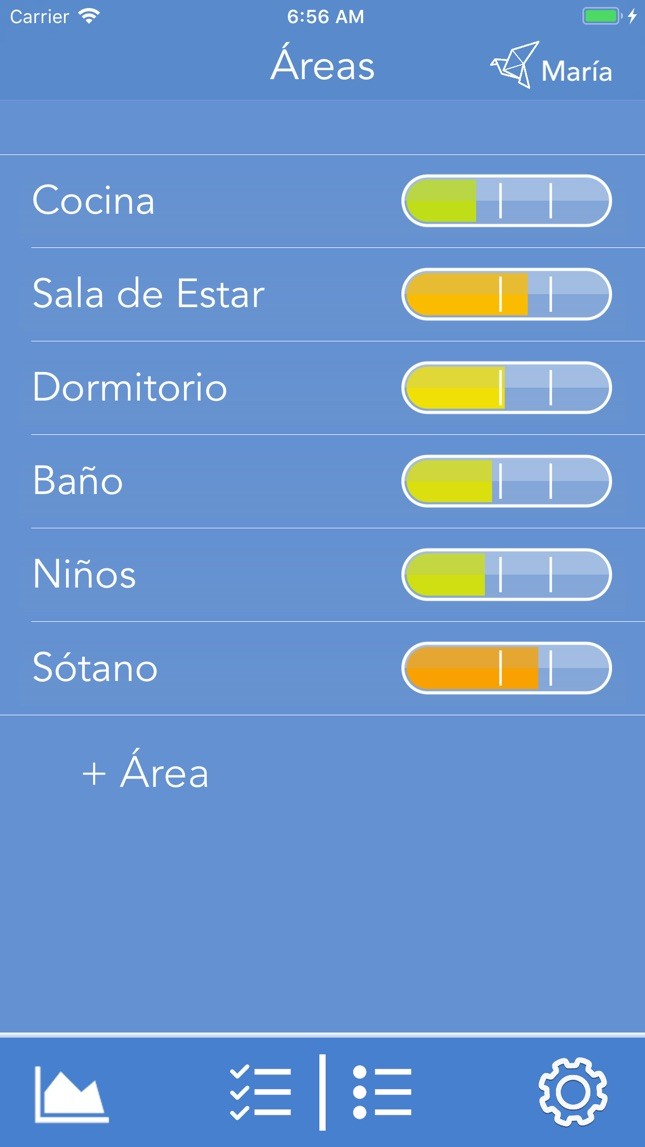 Carrier 6:56 AM
Áreas María
Cocina
Sala de Estar
Dormitorio
Baño
Niños
Sótano
+ Área